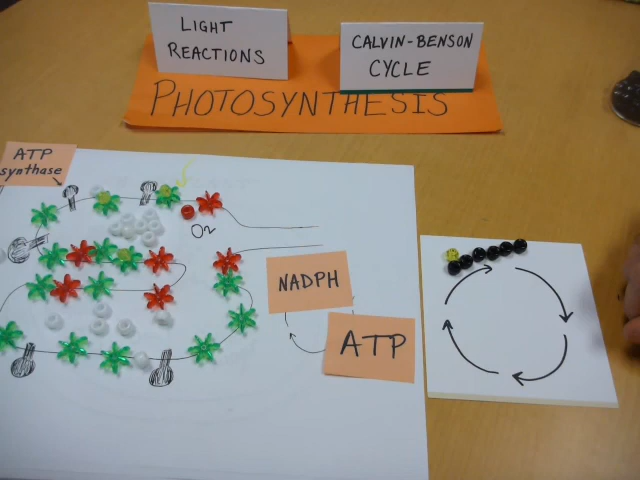 LIGHT
REACTIONS
CALVIN-BENSON
CYCLE
PHOTOSYNTHESIS
ATP
synthase
O2
NADPH
ATP